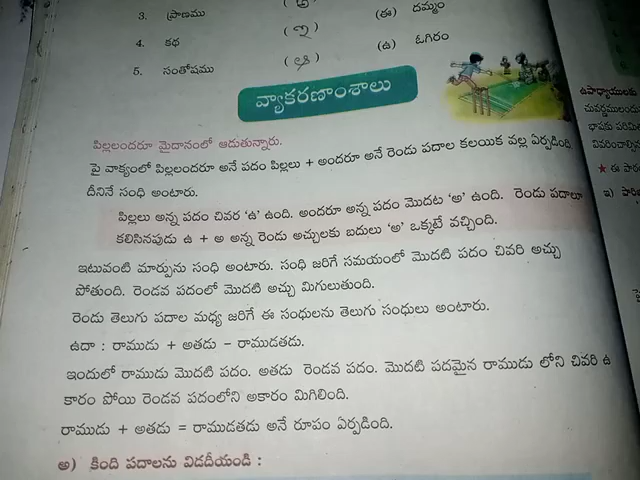 3. ప్రాణము ( ) (ఈ) దమ్మం
4. కథ ( ఏ ) (ఉ) ఓగిరం
5. సంతోషము ( )
వ్యాకరణాంశాలు
పిల్లలందరూ మైదానంలో ఆడుతున్నారు.
పై వాక్యంలో పిల్లలందరూ అనే పదం పిల్లలు + అందరూ అనే రెండు పదాల కలయిక వల్ల ఏర్పడింది
దీనినే సంధి అంటారు.
పిల్లలు అన్న పదం చివర 'ఉ' ఉంది. అందరూ అన్న పదం మొదట 'అ' ఉంది. రెండు పదాలూ
కలిసినపుడు ఉ + అ అన్న రెండు అచ్చులకు బదులు 'అ' ఒక్కటే వచ్చింది.
ఇటువంటి మార్పును సంధి అంటారు. సంధి జరిగే సమయంలో మొదటి పదం చివరి అచ్చు
పోతుంది. రెండవ పదంలో మొదటి అచ్చు మిగులుతుంది.
రెండు తెలుగు పదాల మధ్య జరిగే ఈ సంధులను తెలుగు సంధులు అంటారు.
ఉదా : రాముడు + అతడు – రాముడతడు.
ఇందులో రాముడు మొదటి పదం. అతడు రెండవ పదం. మొదటి పదమైన రాముడు లోని చివరి ఉ
కారం పోయి రెండవ పదంలోని అకారం మిగిలింది.
రాముడు + అతడు = రాముడతడు అనే రూపం ఏర్పడింది.
అ) కింది పదాలను విడదీయండి :
ఉపాధ్యాయులకు
★ ఈ పాఠ